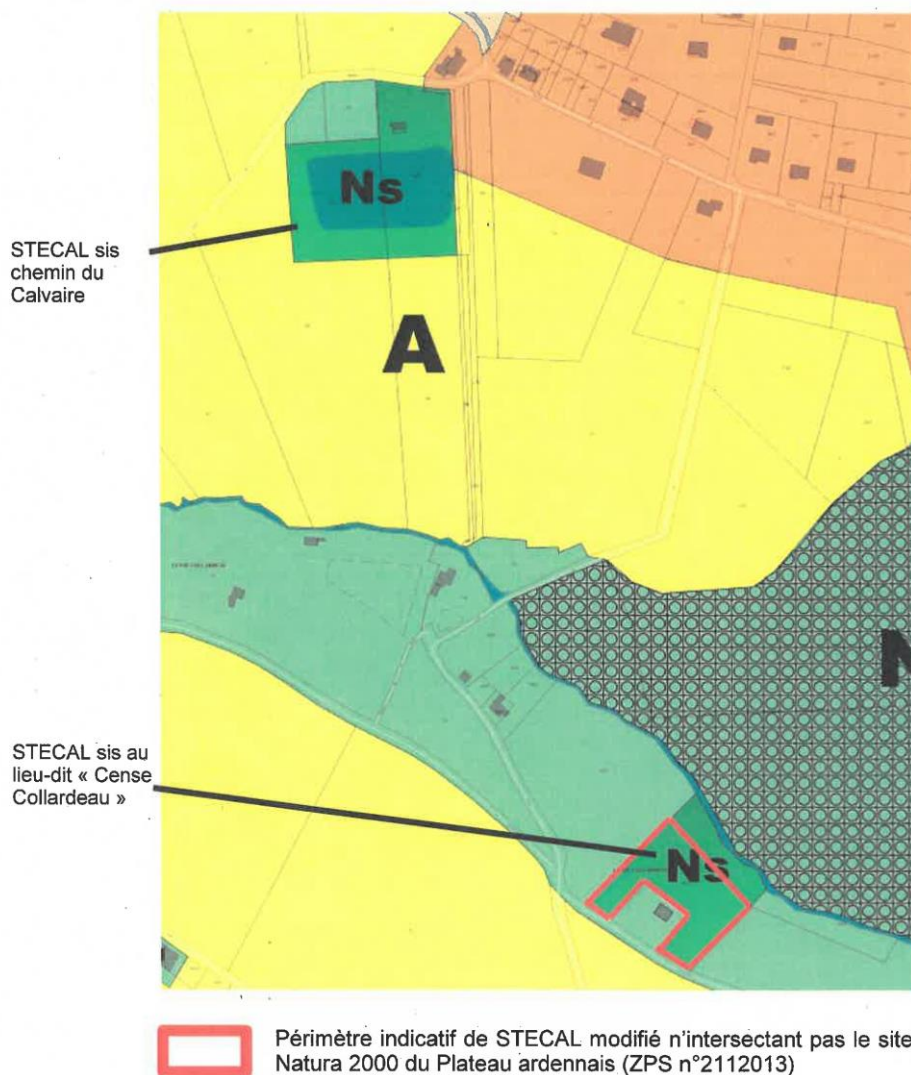 Ns
STECAL sis
chemin du
Calvaire
A
N
STECAL sis au
lieu-dit « Cense
Collardeau »
Ns
Périmètre indicatif de STECAL modifié n'intersectant pas le site
Natura 2000 du Plateau ardennais (ZPS n°2112013)